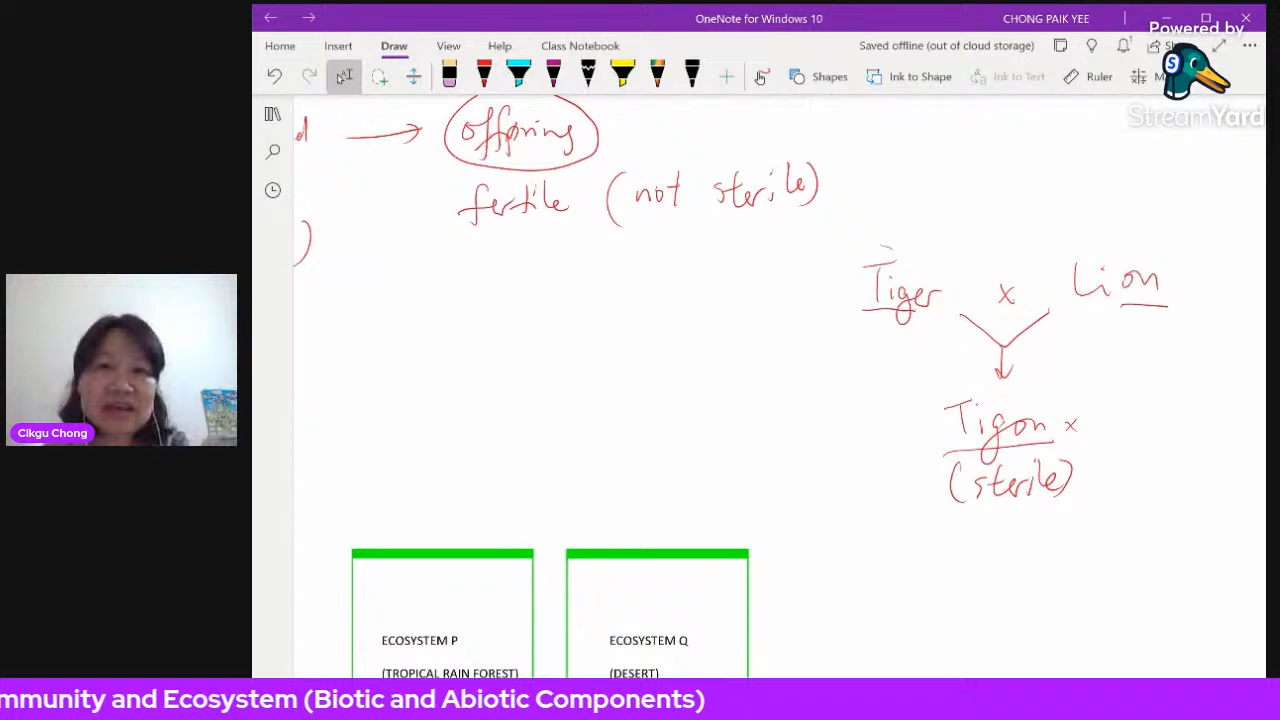 OneNote for Windows 10
CHONG PAIK YEE
Powered by
StreamYard
Home Insert Draw View Help Class Notebook
Saved offline (out of cloud storage)
Shapes Ink to Shape Ink to Text Ruler
d → offpring
fertile (not sterile)
)
Tiger x Lion
Tigon x
(sterile)
Cikgu Chong
ECOSYSTEM P
(TROPICAL RAIN FOREST)
ECOSYSTEM Q
(DESERT)
mmunity and Ecosystem (Biotic and Abiotic Components)